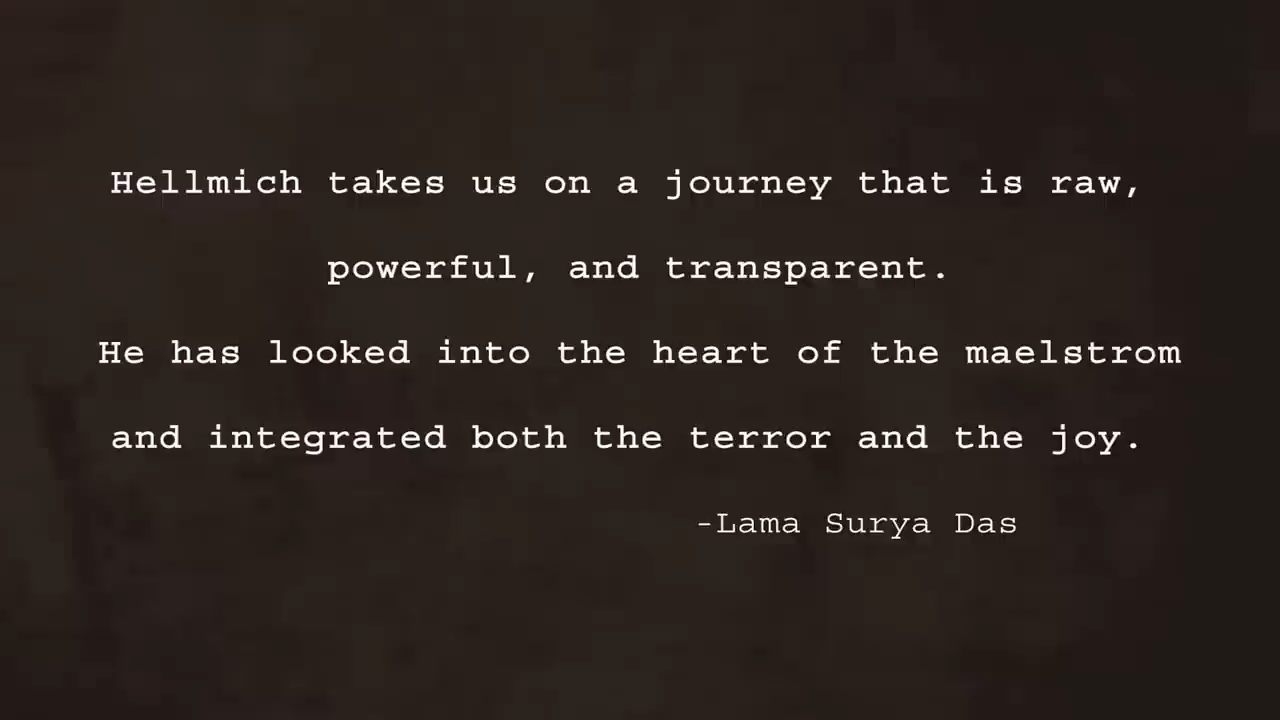 Hellmich takes us on a journey that is raw,
powerful, and transparent.
He has looked into the heart of the maelstrom
and integrated both the terror and the joy.
-Lama Surya Das